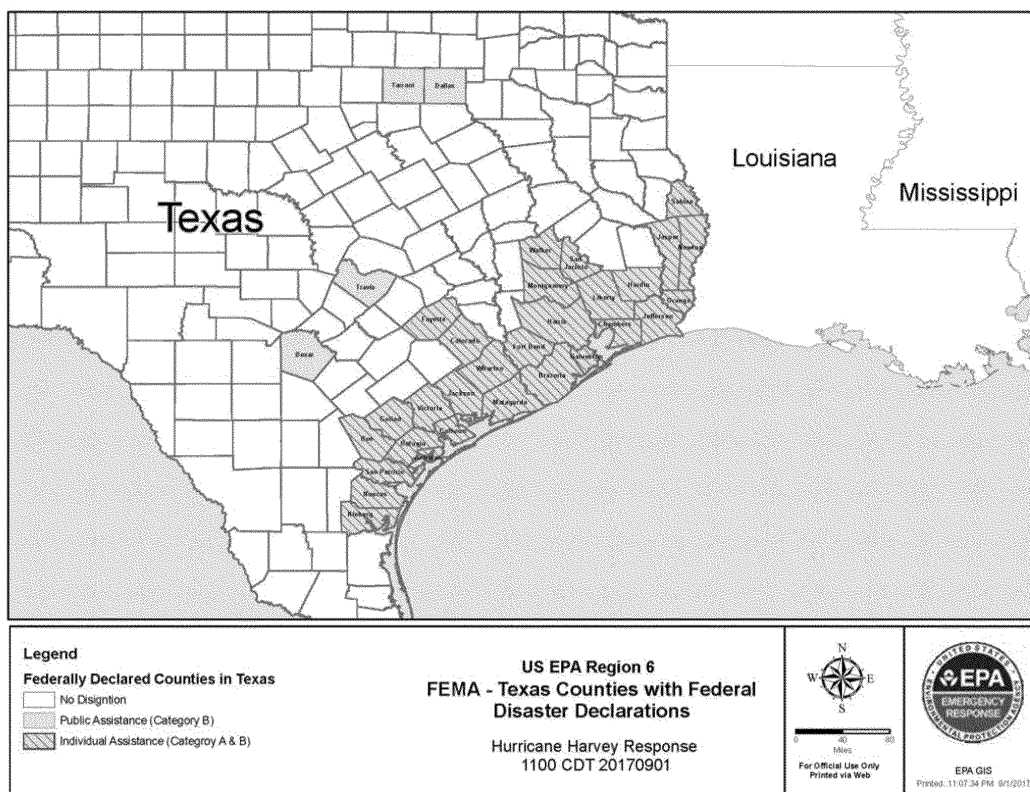 Tarrant Dallas
Louisiana
Mississippi
Texas
Sabine
Jasper
Newton
Walker
San Jacinto
Montgomery
Liberty
Hardin
Orange
Travis
Harris
Chambers
Jefferson
Fayette
Colorado
Fort Bend
Galveston
Bexar
Wharton
Brazoria
Jackson
Matagorda
Victoria
Goliad
Calhoun
Bee
Refugio
San Patricio
Nueces
Kleberg
Legend
Federally Declared Counties in Texas
No Disigntion
Public Assistance (Category B)
Individual Assistance (Categroy A & B)
US EPA Region 6
FEMA - Texas Counties with Federal
Disaster Declarations
Hurricane Harvey Response
1100 CDT 20170901
N
W E
S
0 40 80
Miles
For Official Use Only
Printed via Web
UNITED STATES
EPA
EMERGENCY
RESPONSE
ENVIRONMENTAL PROTECTION AGENCY
EPA GIS
Printed: 11:07:34 PM 9/1/2017